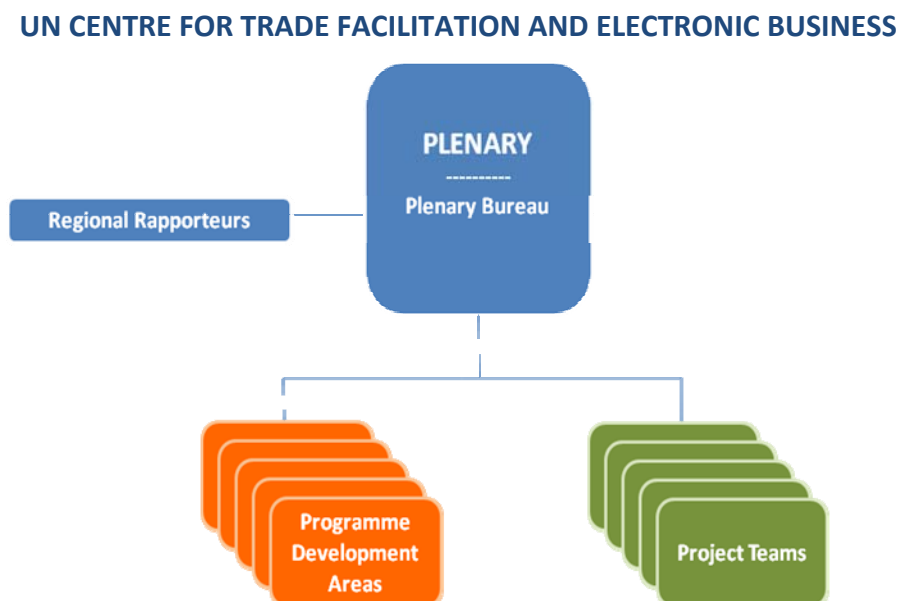 UN CENTRE FOR TRADE FACILITATION AND ELECTRONIC BUSINESS
PLENARY
----------
Plenary Bureau
Regional Rapporteurs
Programme
Development
Areas
Project Teams